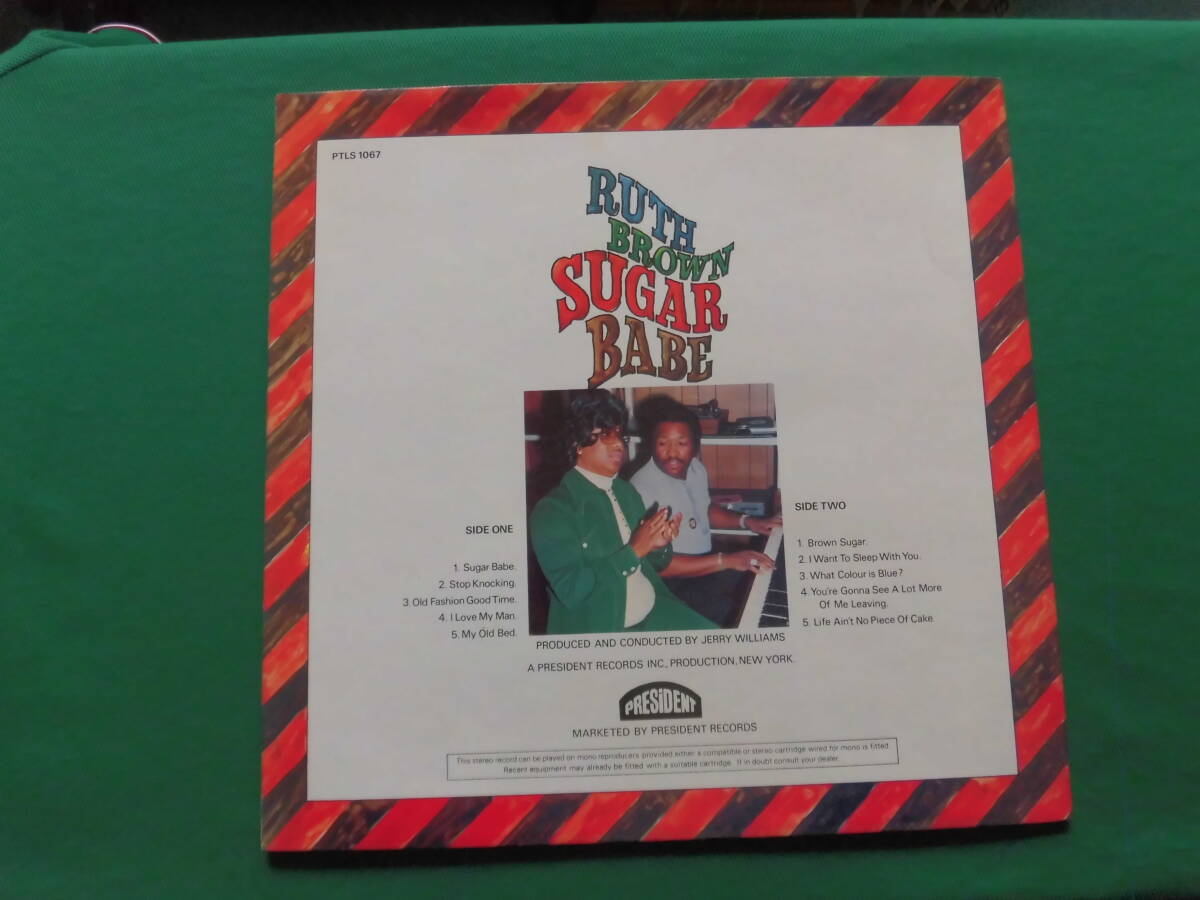 PTLS 1067
RUTH
BROWN
SUGAR
BABE
SIDE ONE
1. Sugar Babe.
2. Stop Knocking.
3. Old Fashion Good Time.
4. I Love My Man.
5. My Old Bed.
SIDE TWO
1. Brown Sugar.
2. I Want To Sleep With You.
3. What Colour is Blue?
4. You're Gonna See A Lot More
Of Me Leaving.
5. Life Ain't No Piece Of Cake.
PRODUCED AND CONDUCTED BY JERRY WILLIAMS
A PRESIDENT RECORDS INC., PRODUCTION, NEW YORK.
PRESiDENT
MARKETED BY PRESIDENT RECORDS
This stereo record can be played on mono reproducers provided either a compatible or stereo cartridge wired for mono is fitted.
Recent equipment may already be fitted with a suitable cartridge. If in doubt consult your dealer.